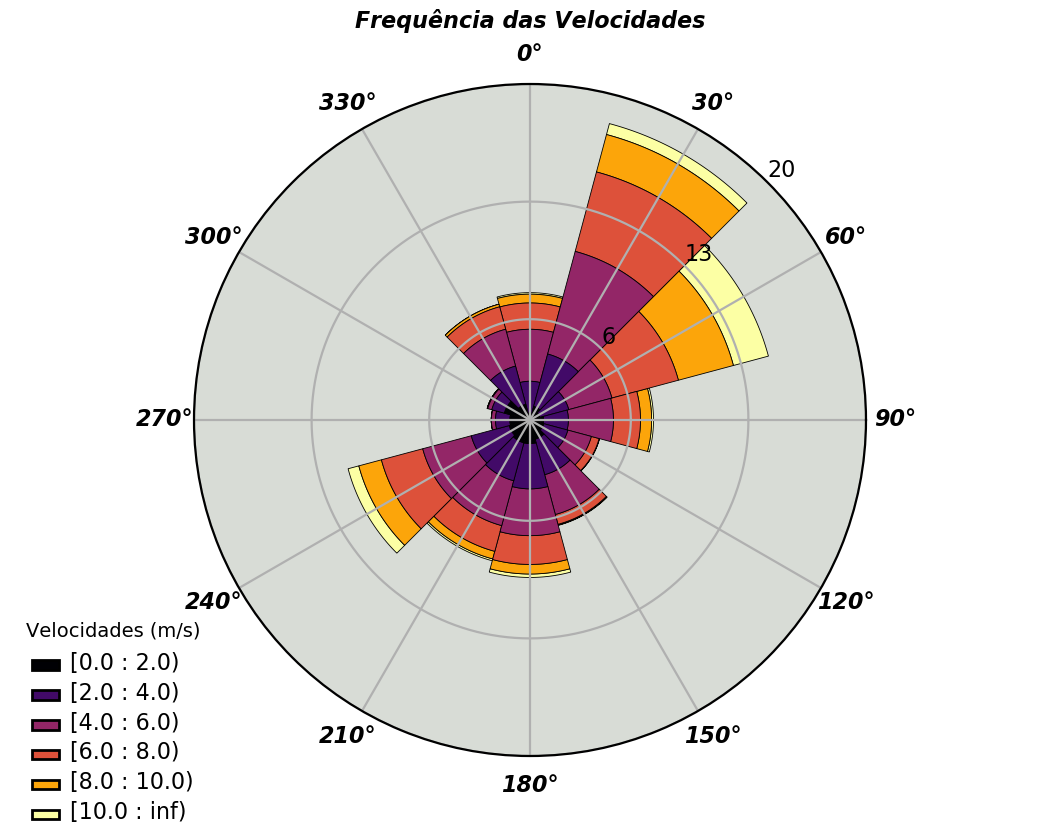 Frequência das Velocidades
0°
330°
30°
20
300°
60°
13
6
270°
90°
240°
120°
210°
150°
180°
Velocidades (m/s)
[0.0 : 2.0)
[2.0 : 4.0)
[4.0 : 6.0)
[6.0 : 8.0)
[8.0 : 10.0)
[10.0 : inf)